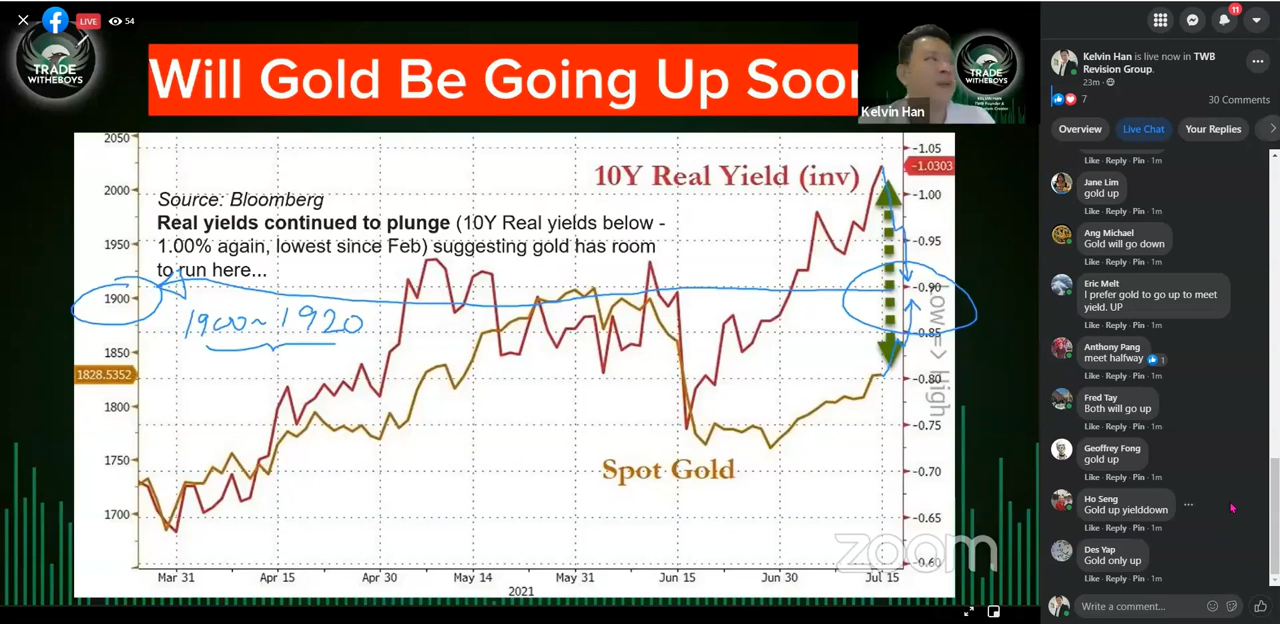 LIVE
54
TRADE
WITHEBOYS
Will Gold Be Going Up Soon
Kelvin Han
TRADE
WITHEBOYS
KELVIN HAN
2050
2000
1950
1900
1850
1828.5352
1800
1750
1700
Source: Bloomberg
Real yields continued to plunge (10Y Real yields below -
1.00% again, lowest since Feb) suggesting gold has room
to run here...
1900~1920
10Y Real Yield (inv)
Spot Gold
-1.05
-1.0303
-1.00
-0.95
-0.90
-0.85
-0.80
-0.75
-0.70
-0.65
-0.60
Low => High
Mar 31
Apr 15
Apr 30
May 14
May 31
Jun 15
Jun 30
Jul 15
2021
zoom
11
Kelvin Han is live now in TWB
Revision Group.
23m
7
30 Comments
Overview
Live Chat
Your Replies
Like · Reply · Pin · 1m
Jane Lim
gold up
Like · Reply · Pin · 1m
Ang Michael
Gold will go down
Like · Reply · Pin · 1m
Eric Melt
I prefer gold to go up to meet
yield. UP
Like · Reply · Pin · 1m
Anthony Pang
meet halfway
1
Like · Reply · Pin · 1m
Fred Tay
Both will go up
Like · Reply · Pin · 1m
Geoffrey Fong
gold up
Like · Reply · Pin · 1m
Ho Seng
Gold up yielddown
Like · Reply · Pin · 1m
Des Yap
Gold only up
Like · Reply · Pin · 1m
Write a comment...